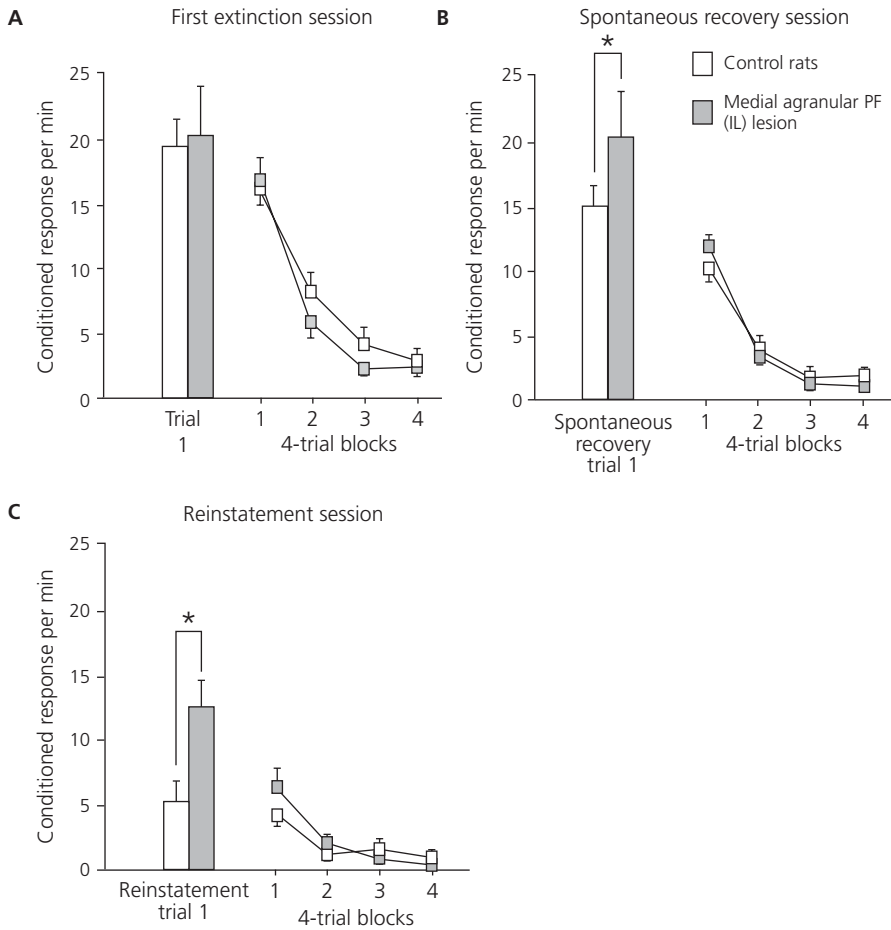 A
First extinction session
Conditioned response per min
25
20
15
10
5
0
Trial
1
1 2 3 4
4-trial blocks
B
Spontaneous recovery session
*
Control rats
Medial agranular PF
(IL) lesion
Conditioned response per min
25
20
15
10
5
0
Spontaneous
recovery
trial 1
1 2 3 4
4-trial blocks
C
Reinstatement session
*
Conditioned response per min
25
20
15
10
5
0
Reinstatement
trial 1
1 2 3 4
4-trial blocks